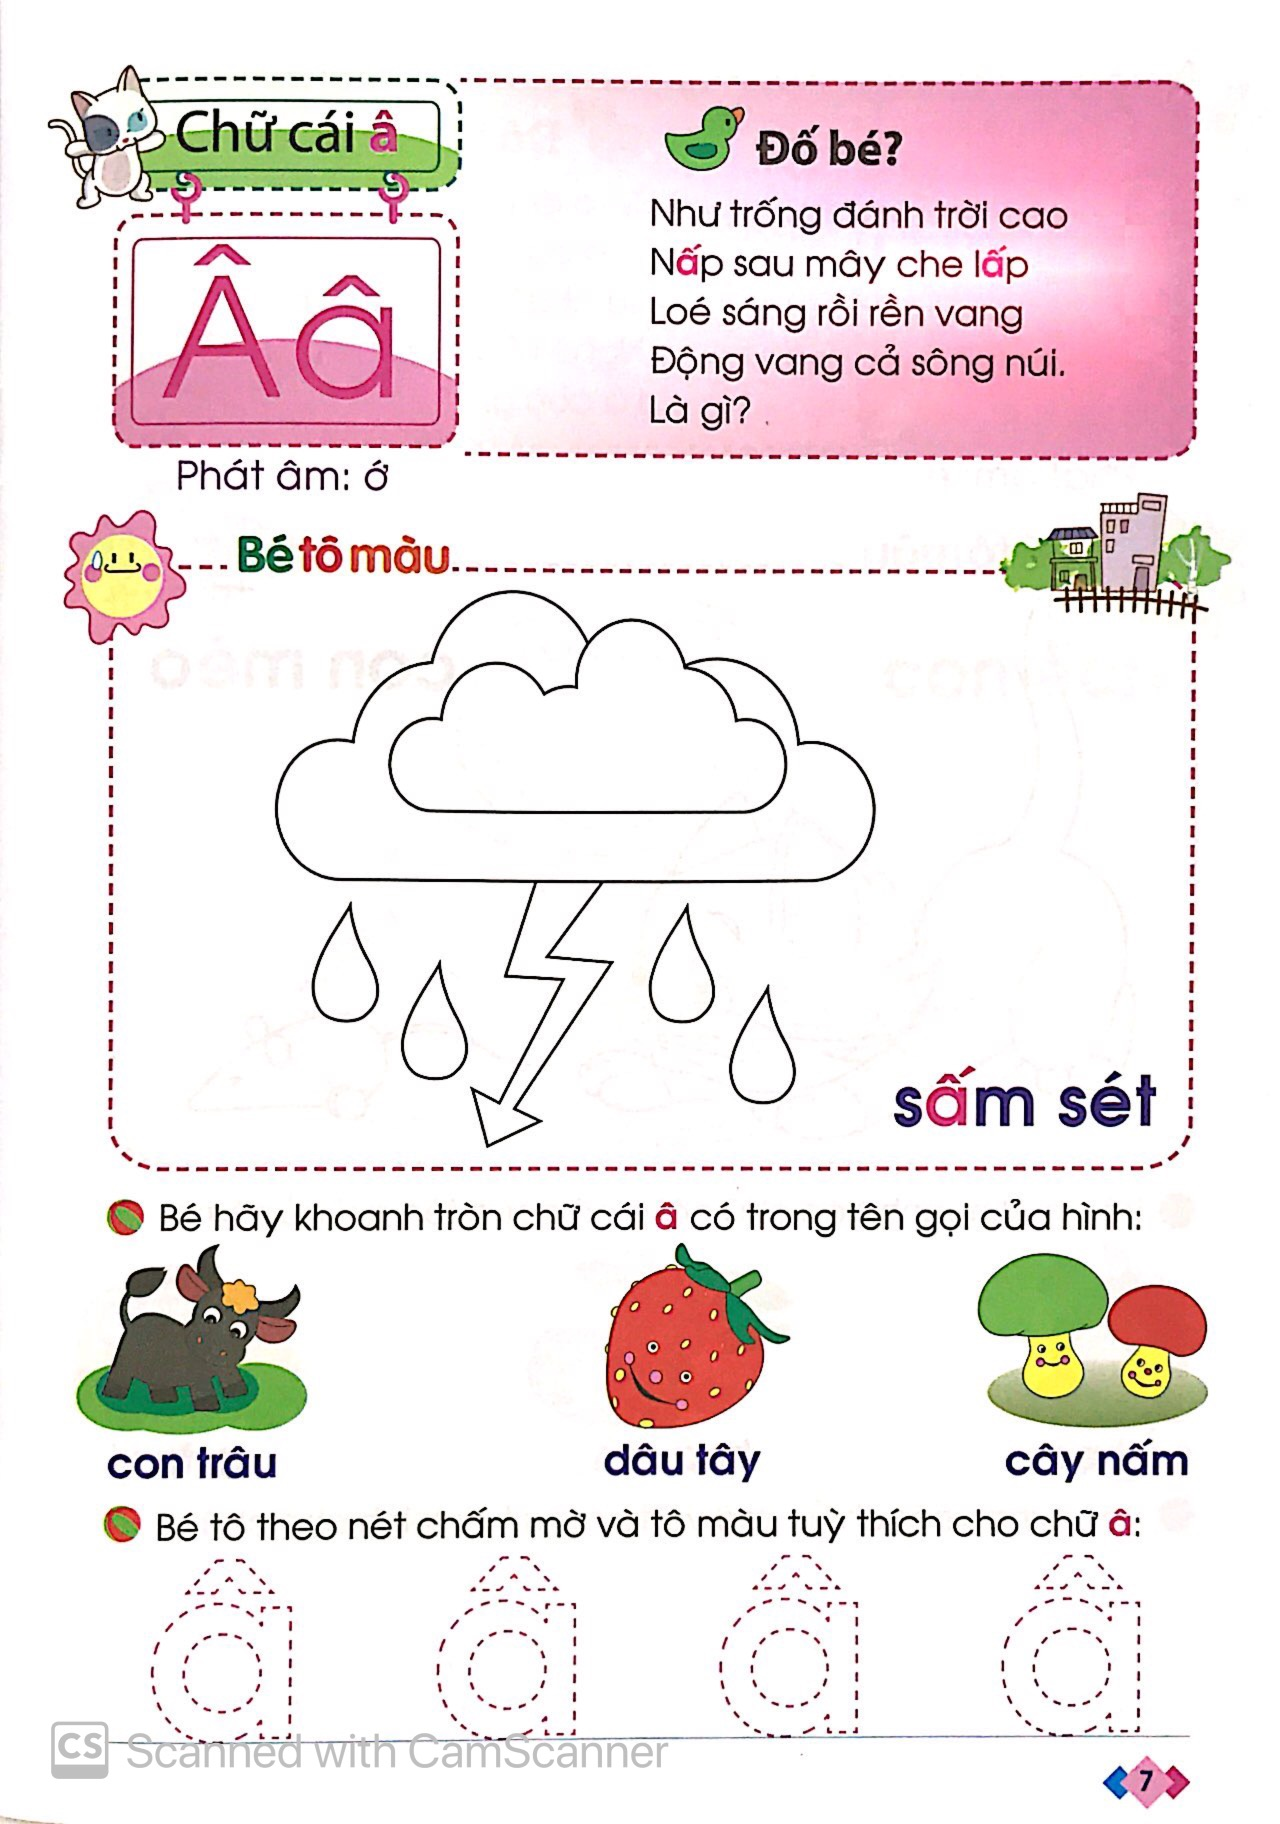 Chữ cái â
Ââ
Phát âm: ớ
Đố bé?
Như trống đánh trời cao
Nấp sau mây che lấp
Loé sáng rồi rền vang
Động vang cả sông núi.
Là gì?
Bé tô màu
sấm sét
Bé hãy khoanh tròn chữ cái â có trong tên gọi của hình:
con trâu
dâu tây
cây nấm
Bé tô theo nét chấm mờ và tô màu tuỳ thích cho chữ â:
â â â â
CS Scanned with CamScanner
7